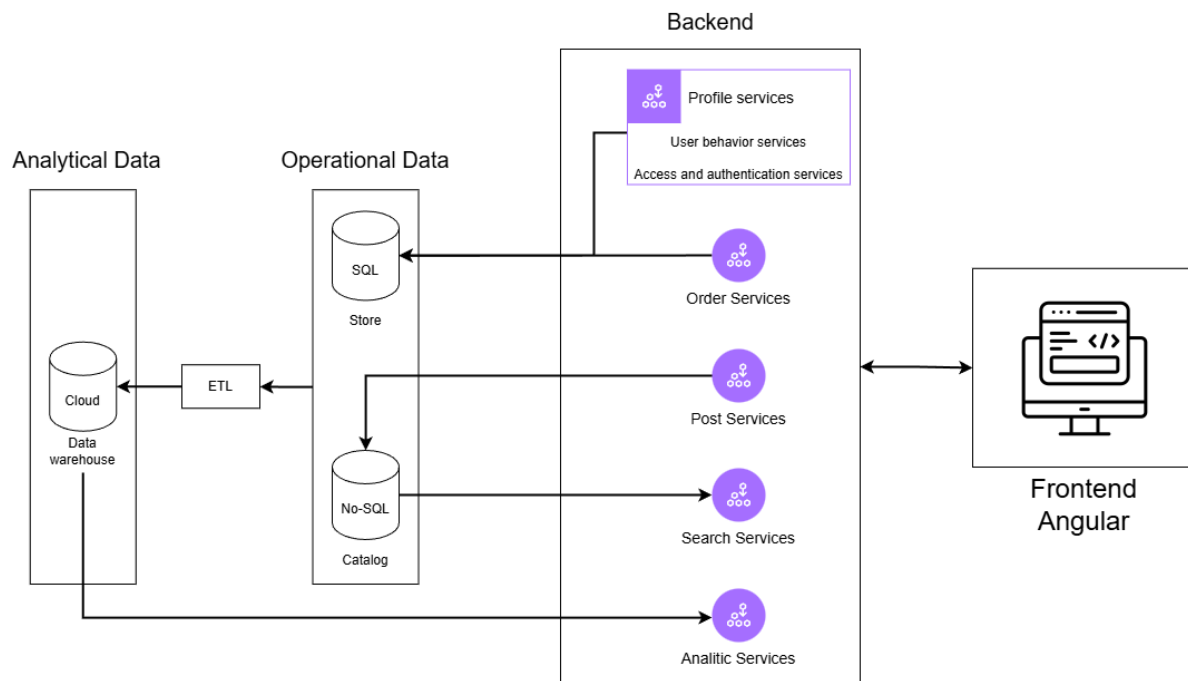 Backend
Profile services
User behavior services
Access and authentication services
Analytical Data
Operational Data
SQL
Store
Order Services
Cloud
Data
warehouse
ETL
Post Services
No-SQL
Catalog
Search Services
Analitic Services
Frontend
Angular